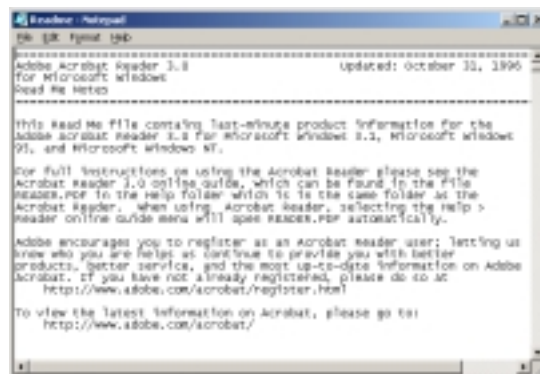 Readme - Notepad
File Edit Format Help
Adobe Acrobat Reader 3.0 Updated: October 31, 1996
for Microsoft Windows
Read Me Notes
This Read Me file contains last-minute product information for the
Adobe Acrobat Reader 3.0 for Microsoft Windows 3.1, Microsoft Windows
95, and Microsoft Windows NT.
For full instructions on using the Acrobat Reader please see the
Acrobat Reader 3.0 online guide, which can be found in the file
READER.PDF in the Help folder which is in the same folder as the
Acrobat Reader. When using Acrobat Reader, selecting the Help >
Reader online Guide menu will open READER.PDF automatically.
Adobe encourages you to register as an Acrobat Reader user; letting us
know who you are helps us continue to provide you with better
products, better service, and the most up-to-date information on Adobe
Acrobat. If you have not already registered, please do so at
http://www.adobe.com/acrobat/register.html
To view the latest information on Acrobat, please go to:
http://www.adobe.com/acrobat/